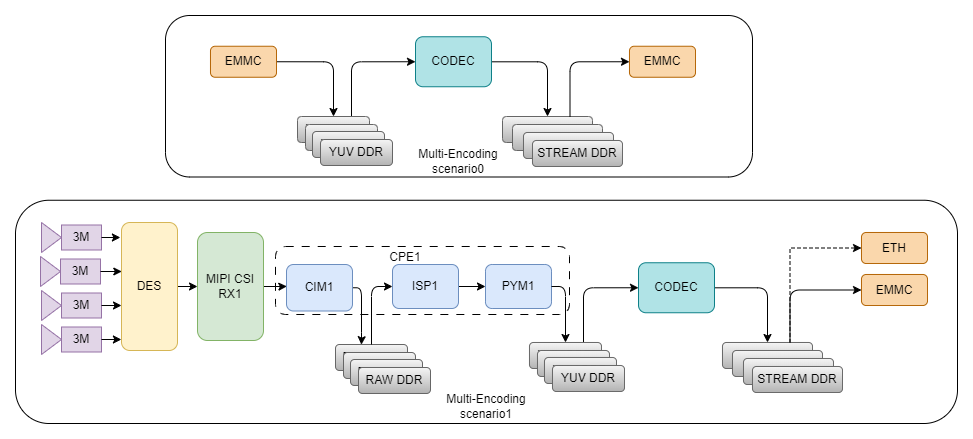 EMMC
CODEC
EMMC
YUV DDR
STREAM DDR
Multi-Encoding
scenario0
3M
3M
3M
3M
DES
MIPI CSI
RX1
CPE1
CIM1
ISP1
PYM1
CODEC
ETH
EMMC
RAW DDR
YUV DDR
STREAM DDR
Multi-Encoding
scenario1